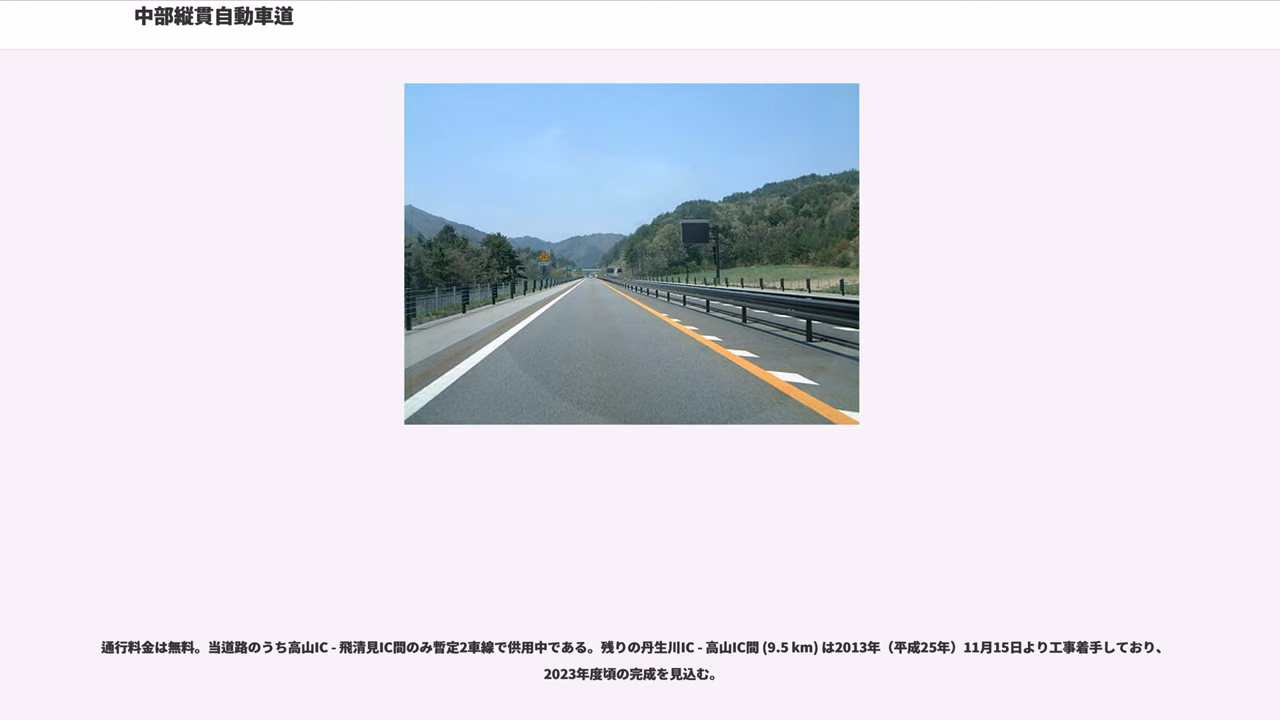 中部縦貫自動車道
通行料金は無料。当道路のうち高山IC - 飛清見IC間のみ暫定2車線で供用中である。残りの丹生川IC - 高山IC間 (9.5 km) は2013年（平成25年）11月15日より工事着手しており、
2023年度頃の完成を見込む。